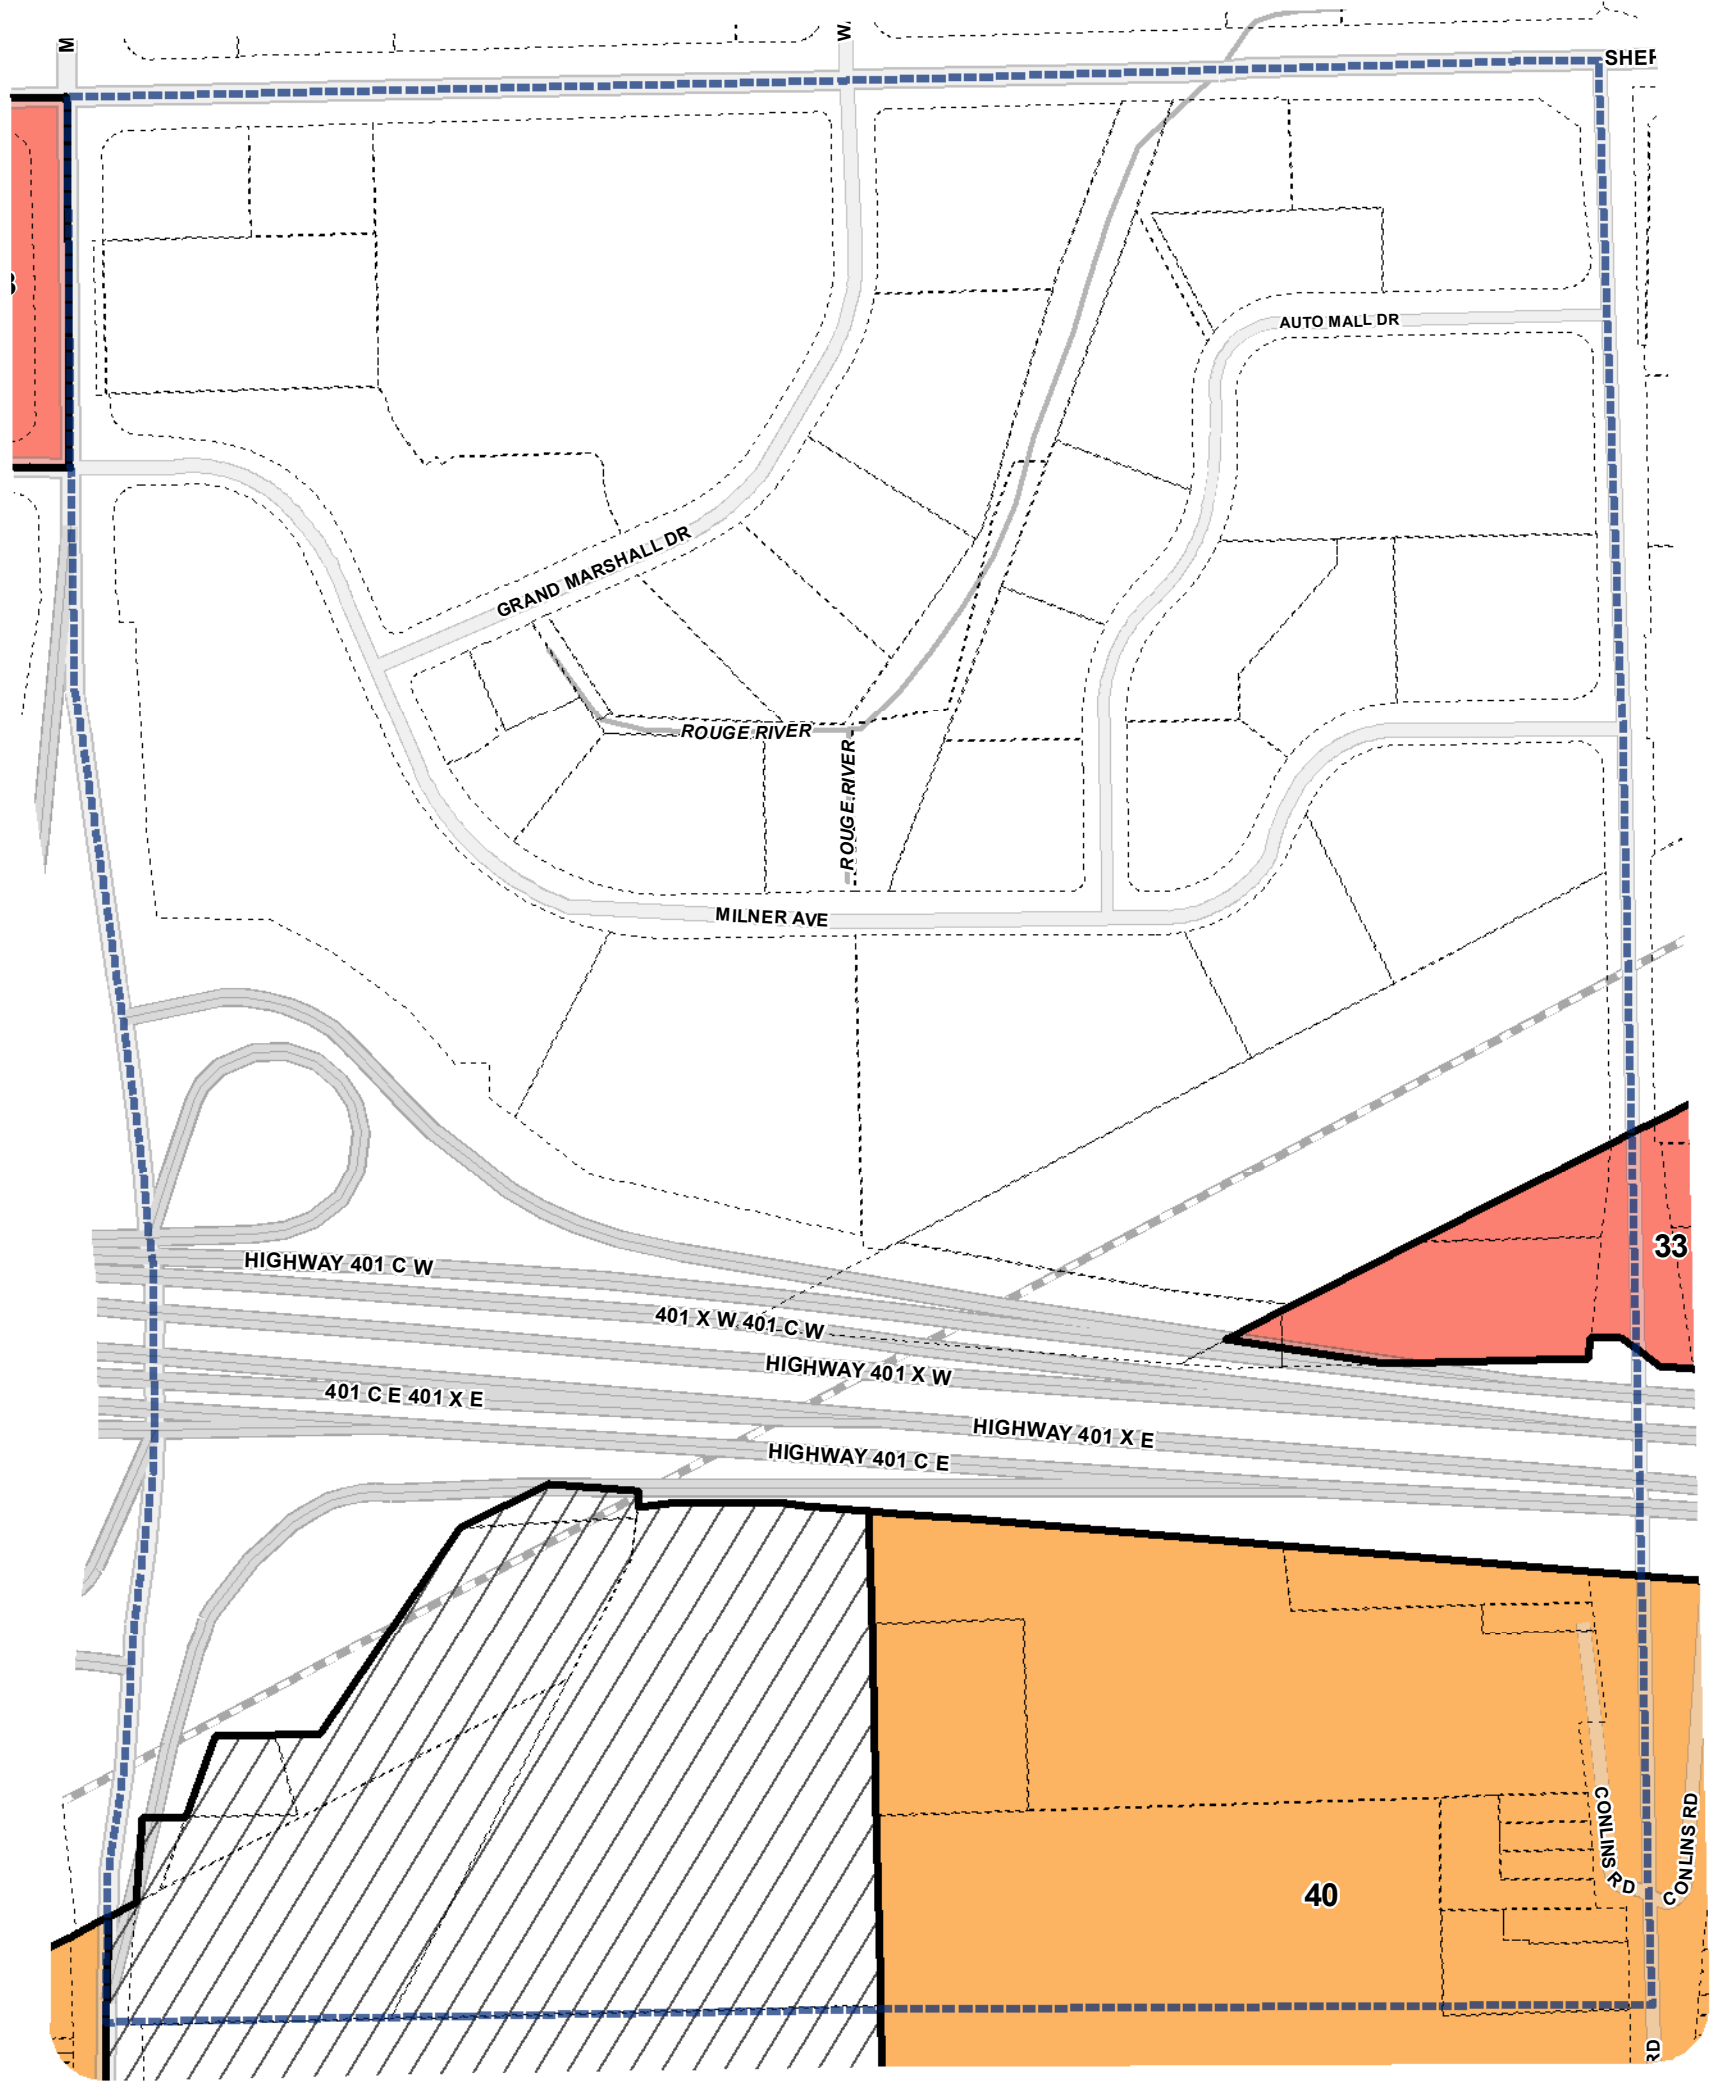 M
W
SHEP
AUTO MALL DR
GRAND MARSHALL DR
ROUGE RIVER
ROUGE RIVER
MILNER AVE
33
HIGHWAY 401 C W
401 X W 401 C W
HIGHWAY 401 X W
401 C E 401 X E
HIGHWAY 401 X E
HIGHWAY 401 C E
CONLINS RD
CONLINS RD
40
RD